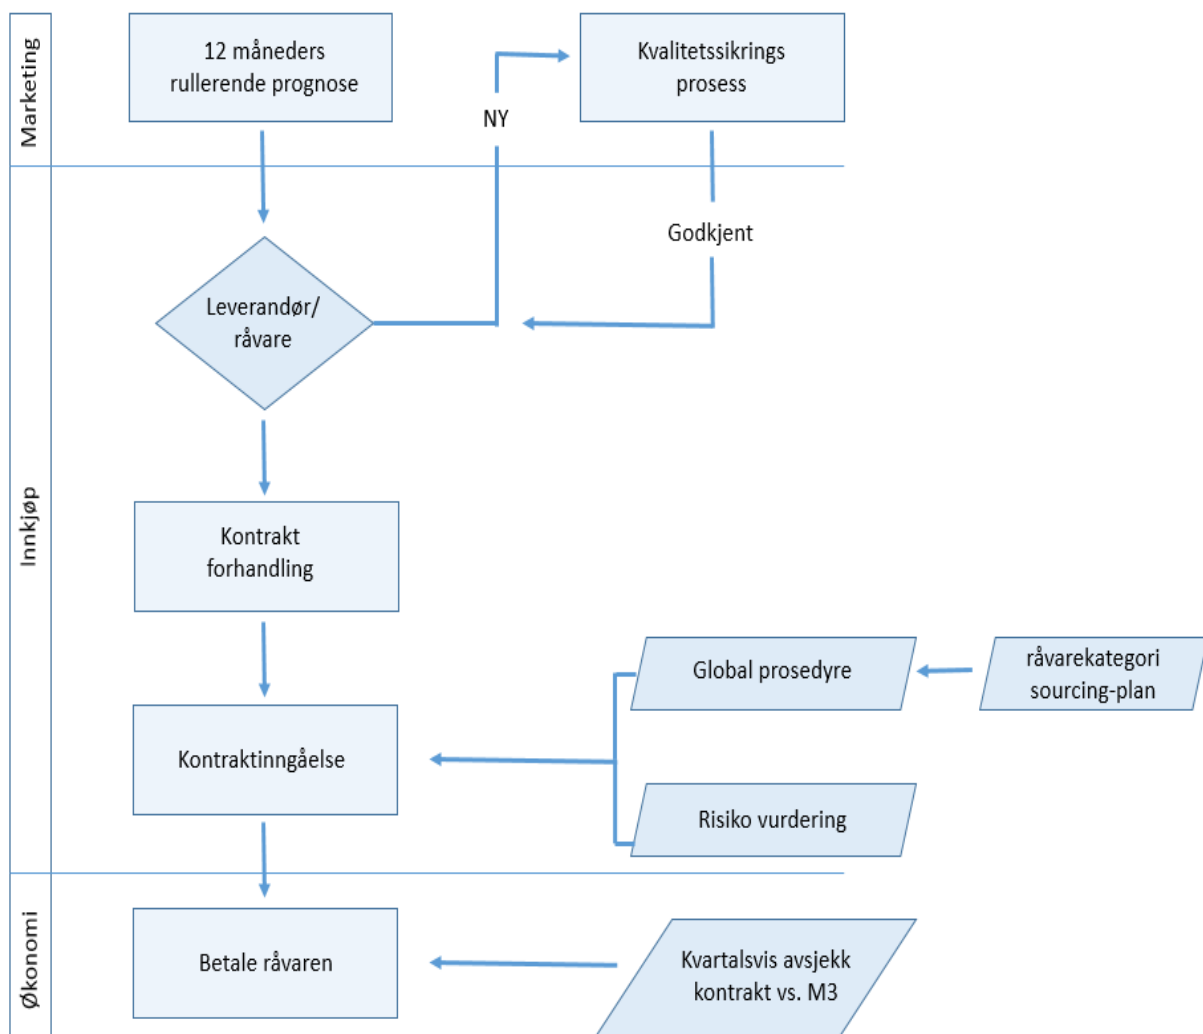 Marketing
12 måneders
rullerende prognose
NY
Kvalitetssikrings
prosess
Godkjent
Innkjøp
Leverandør/
råvare
Kontrakt
forhandling
Global prosedyre
råvarekategori
sourcing-plan
Kontraktinngåelse
Risiko vurdering
Økonomi
Betale råvaren
Kvartalsvis avsjekk
kontrakt vs. M3